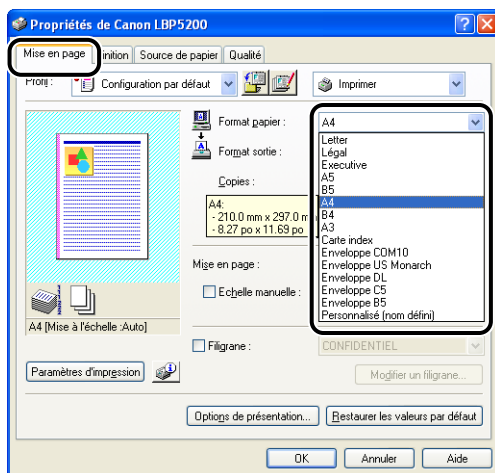 Propriétés de Canon LBP5200
Mise en page
inition
Source de papier
Qualité
Profil :
Configuration par défaut
Imprimer
Format papier :
A4
Format sortie :
Copies :
Letter
Légal
Executive
A5
B5
A4
B4
A3
Carte index
Enveloppe COM10
Enveloppe US Monarch
Enveloppe DL
Enveloppe C5
Enveloppe B5
Personnalisé (nom défini)
A4:
- 210.0 mm x 297.0 m
- 8.27 po x 11.69 po
Mise en page :
Echelle manuelle :
A4 [Mise à l'échelle :Auto]
Filigrane :
CONFIDENTIEL
Paramètres d'impression
Modifier un filigrane...
Options de présentation...
Restaurer les valeurs par défaut
OK
Annuler
Aide